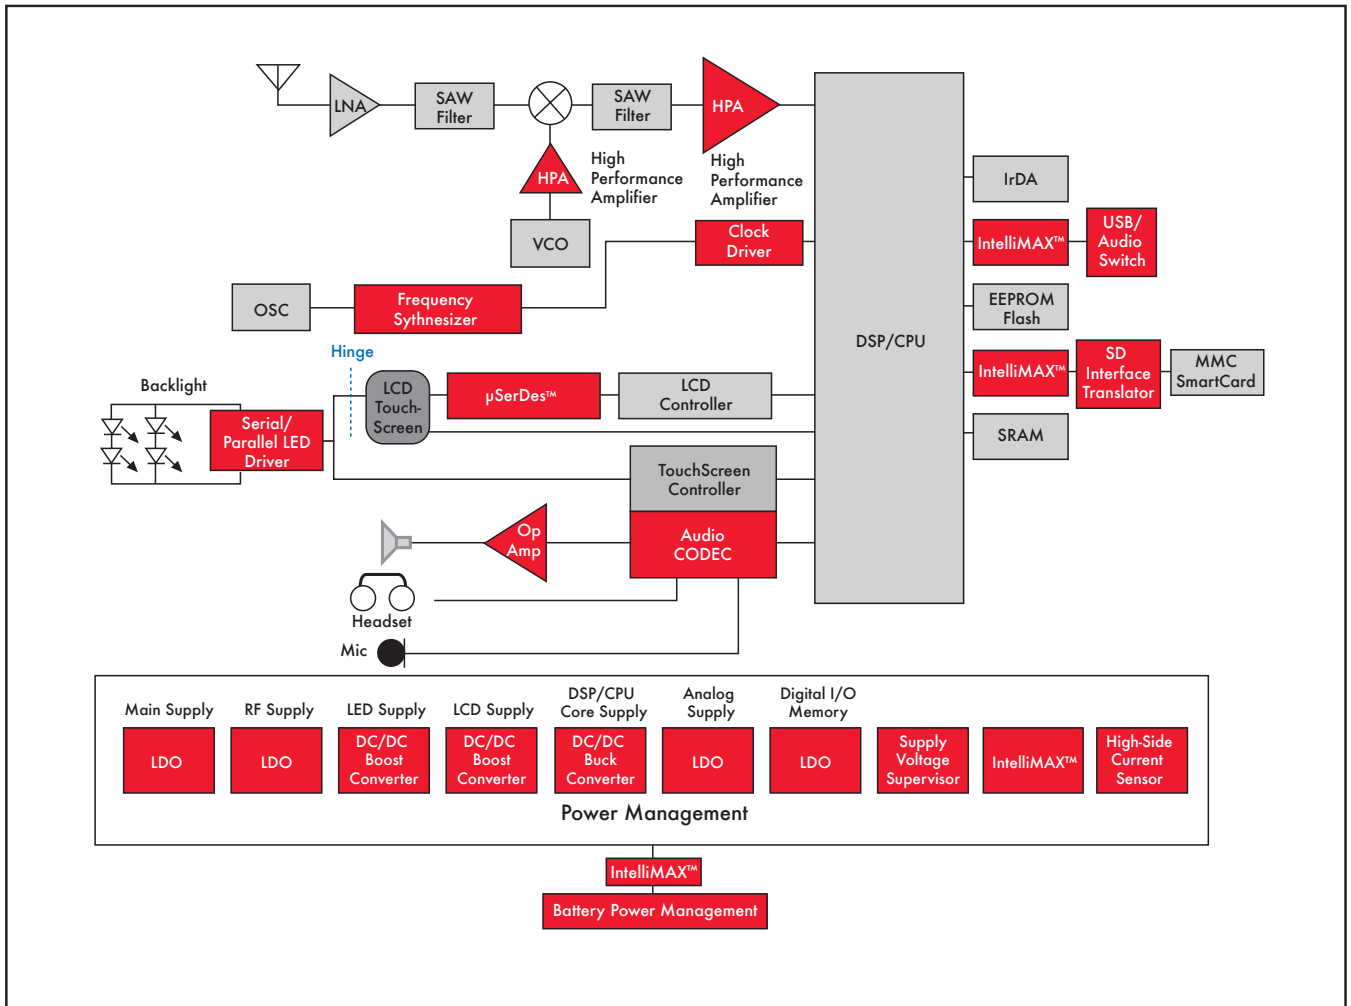 LNA
SAW
Filter
SAW
Filter
HPA
HPA
High
Performance
Amplifier
High
Performance
Amplifier
VCO
Clock
Driver
OSC
Frequency
Sythnesizer
DSP/CPU
IrDA
IntelliMAX™
USB/
Audio
Switch
EEPROM
Flash
IntelliMAX™
SD
Interface
Translator
MMC
SmartCard
SRAM
Hinge
Backlight
Serial/
Parallel LED
Driver
LCD
Touch-
Screen
µSerDes™
LCD
Controller
TouchScreen
Controller
Audio
CODEC
Op
Amp
Headset
Mic
Main Supply
LDO
RF Supply
LDO
LED Supply
DC/DC
Boost
Converter
LCD Supply
DC/DC
Boost
Converter
DSP/CPU
Core Supply
DC/DC
Buck
Converter
Analog
Supply
LDO
Digital I/O
Memory
LDO
Supply
Voltage
Supervisor
IntelliMAX™
High-Side
Current
Sensor
Power Management
IntelliMAX™
Battery Power Management